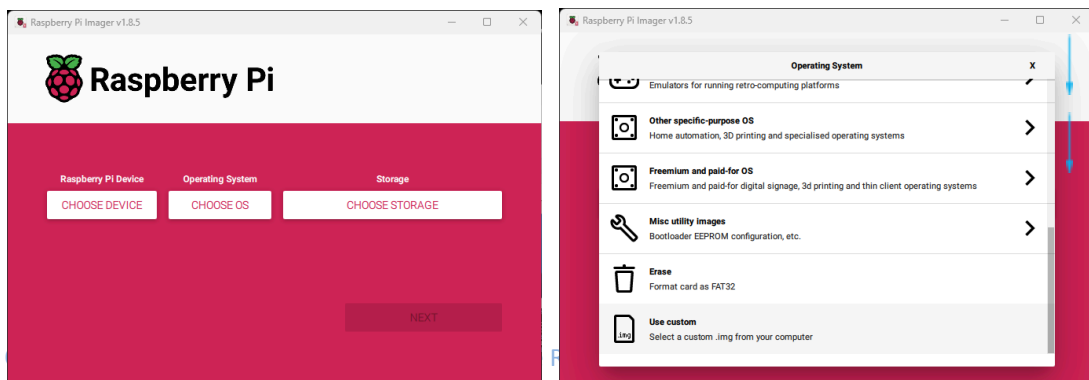 Raspberry Pi Imager v1.8.5
Raspberry Pi
Raspberry Pi Device
Operating System
Storage
CHOOSE DEVICE
CHOOSE OS
CHOOSE STORAGE
NEXT
Raspberry Pi Imager v1.8.5
Operating System
X
Emulators for running retro-computing platforms
Other specific-purpose OS
Home automation, 3D printing and specialised operating systems
Freemium and paid-for OS
Freemium and paid-for digital signage, 3d printing and thin client operating systems
Misc utility images
Bootloader EEPROM configuration, etc.
Erase
Format card as FAT32
.img
Use custom
Select a custom .img from your computer